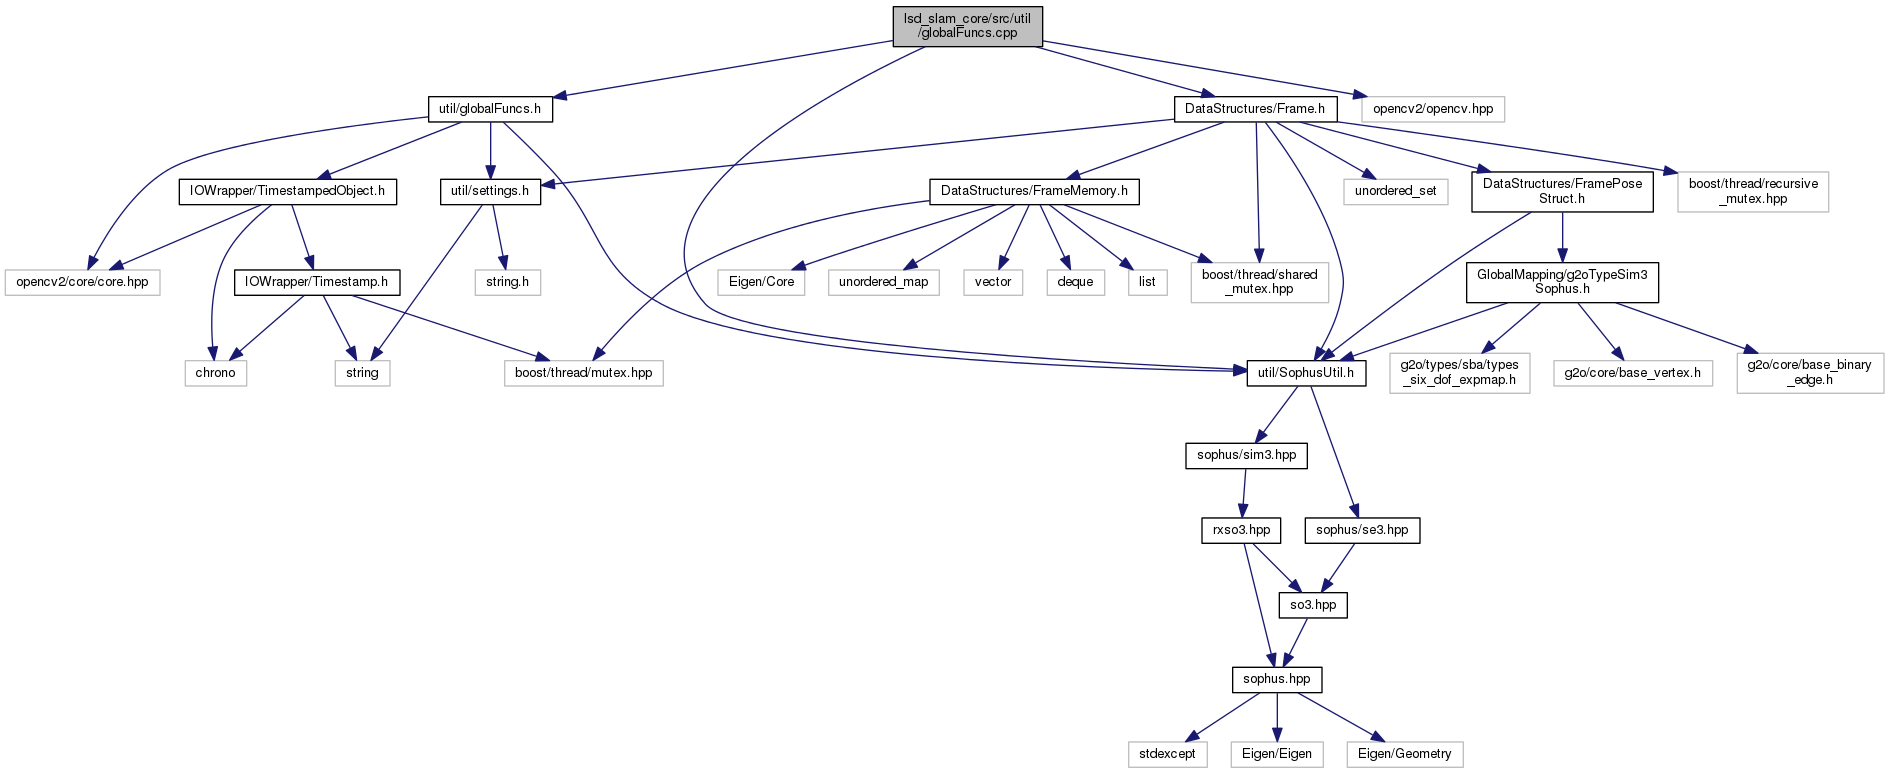 lsd_slam_core/src/util
/globalFuncs.cpp
util/globalFuncs.h
DataStructures/Frame.h
opencv2/opencv.hpp
IOWrapper/TimestampedObject.h
util/settings.h
DataStructures/FrameMemory.h
unordered_set
DataStructures/FramePose
Struct.h
boost/thread/recursive
_mutex.hpp
opencv2/core/core.hpp
IOWrapper/Timestamp.h
string.h
Eigen/Core
unordered_map
vector
deque
list
boost/thread/shared
_mutex.hpp
GlobalMapping/g2oTypeSim3
Sophus.h
chrono
string
boost/thread/mutex.hpp
util/SophusUtil.h
g2o/types/sba/types
_six_dof_expmap.h
g2o/core/base_vertex.h
g2o/core/base_binary
_edge.h
sophus/sim3.hpp
rxso3.hpp
sophus/se3.hpp
so3.hpp
sophus.hpp
stdexcept
Eigen/Eigen
Eigen/Geometry